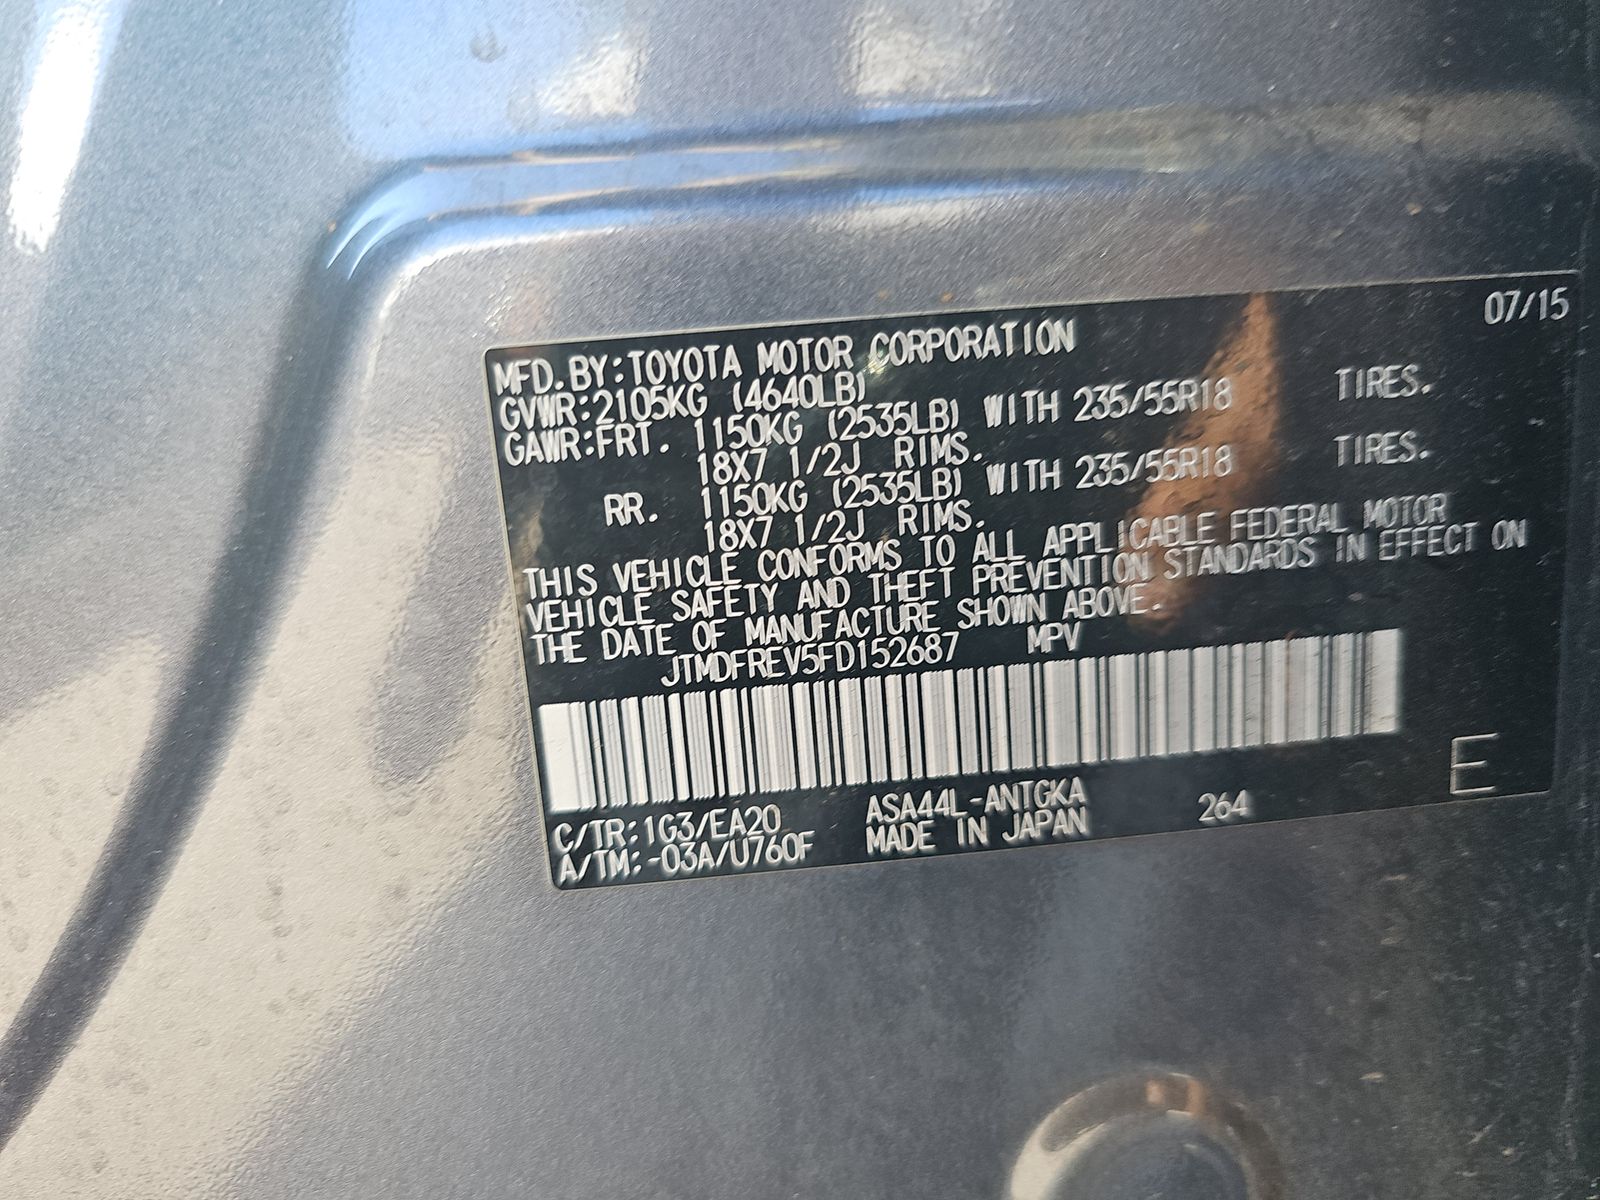 07/15
MFD. BY: TOYOTA MOTOR CORPORATION
GVWR: 2105KG (4640LB)
GAWR: FRT. 1150KG (2535LB) WITH 235/55R18 TIRES.
18X7 1/2J RIMS.
RR. 1150KG (2535LB) WITH 235/55R18 TIRES.
18X7 1/2J RIMS.
THIS VEHICLE CONFORMS TO ALL APPLICABLE FEDERAL MOTOR
VEHICLE SAFETY AND THEFT PREVENTION STANDARDS IN EFFECT ON
THE DATE OF MANUFACTURE SHOWN ABOVE.
JTMDFREV5FD152687 MPV
E
C/TR: 1G3/EA20 ASA44L-ANTGKA 264
A/TM: -03A/U760F MADE IN JAPAN